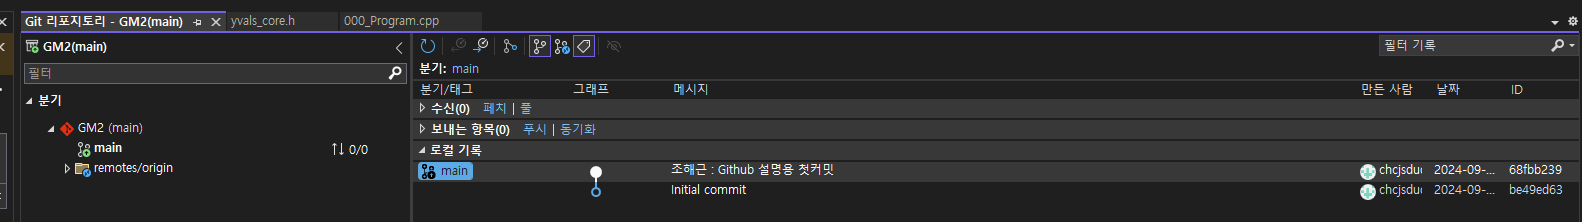 Git 리포지토리 - GM2(main) yvals_core.h 000_Program.cpp
GM2(main)
필터 기록
필터
분기: main
분기/태그 그래프 메시지 만든 사람 날짜 ID
분기
수신(0) 페치 | 풀
GM2 (main)
보내는 항목(0) 푸시 | 동기화
main 0/0
로컬 기록
remotes/origin
main 조해근 : Github 설명용 첫커밋 chcjsduc 2024-09-... 68fbb239
Initial commit chcjsduc 2024-09-... be49ed63